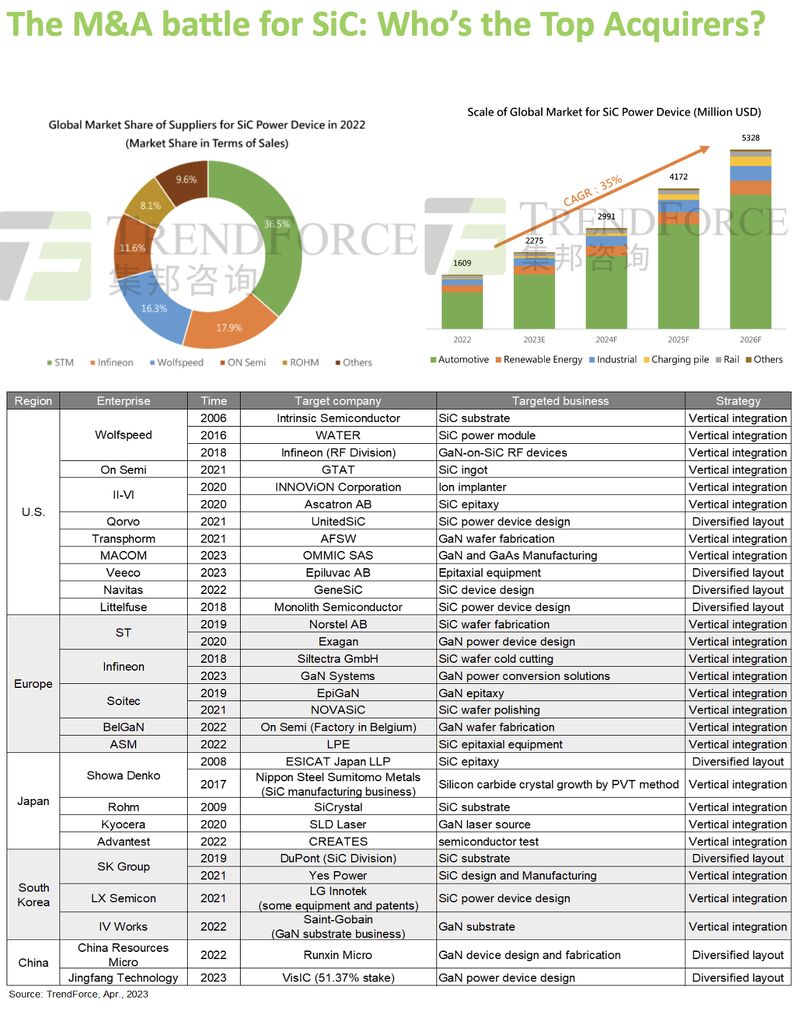 The M&A battle for SiC: Who's the Top Acquirers?
Global Market Share of Suppliers for SiC Power Device in 2022
(Market Share in Terms of Sales)
36.5%
17.9%
16.3%
11.6%
8.1%
9.6%
STM Infineon Wolfspeed ON Semi ROHM Others
TRENDFORCE
集邦咨询
Scale of Global Market for SiC Power Device (Million USD)
CAGR : 35%
1609
2275
2991
4172
5328
2022 2023E 2024F 2025F 2026F
Automotive Renewable Energy Industrial Charging pile Rail Others
TRENDFORCE
集邦咨询
Region Enterprise Time Target company Targeted business Strategy
U.S.
Wolfspeed
2006 Intrinsic Semiconductor SiC substrate Vertical integration
2016 WATER SiC power module Vertical integration
2018 Infineon (RF Division) GaN-on-SiC RF devices Vertical integration
On Semi 2021 GTAT SiC ingot Vertical integration
II-VI
2020 INNOViON Corporation Ion implanter Vertical integration
2020 Ascatron AB SiC epitaxy Vertical integration
Qorvo 2021 UnitedSiC SiC power device design Diversified layout
Transphorm 2021 AFSW GaN wafer fabrication Vertical integration
MACOM 2023 OMMIC SAS GaN and GaAs Manufacturing Vertical integration
Veeco 2023 Epiluvac AB Epitaxial equipment Diversified layout
Navitas 2022 GeneSiC SiC device design Diversified layout
Littelfuse 2018 Monolith Semiconductor SiC power device design Diversified layout
Europe
ST
2019 Norstel AB SiC wafer fabrication Vertical integration
2020 Exagan GaN power device design Vertical integration
Infineon
2018 Siltectra GmbH SiC wafer cold cutting Vertical integration
2023 GaN Systems GaN power conversion solutions Vertical integration
Soitec
2019 EpiGaN GaN epitaxy Vertical integration
2021 NOVASiC SiC wafer polishing Vertical integration
BelGaN 2022 On Semi (Factory in Belgium) GaN wafer fabrication Vertical integration
ASM 2022 LPE SiC epitaxial equipment Vertical integration
Japan
Showa Denko
2008 ESICAT Japan LLP SiC epitaxy Diversified layout
2017 Nippon Steel Sumitomo Metals
(SiC manufacturing business) Silicon carbide crystal growth by PVT method Vertical integration
Rohm 2009 SiCrystal SiC substrate Vertical integration
Kyocera 2020 SLD Laser GaN laser source Vertical integration
Advantest 2022 CREATES semiconductor test Vertical integration
South
Korea
SK Group
2019 DuPont (SiC Division) SiC substrate Diversified layout
2021 Yes Power SiC design and Manufacturing Vertical integration
LX Semicon 2021 LG Innotek
(some equipment and patents) SiC power device design Vertical integration
IV Works 2022 Saint-Gobain
(GaN substrate business) GaN substrate Vertical integration
China
China Resources
Micro 2022 Runxin Micro GaN device design and fabrication Diversified layout
Jingfang Technology 2023 VisIC (51.37% stake) GaN power device design Diversified layout
Source: TrendForce, Apr., 2023